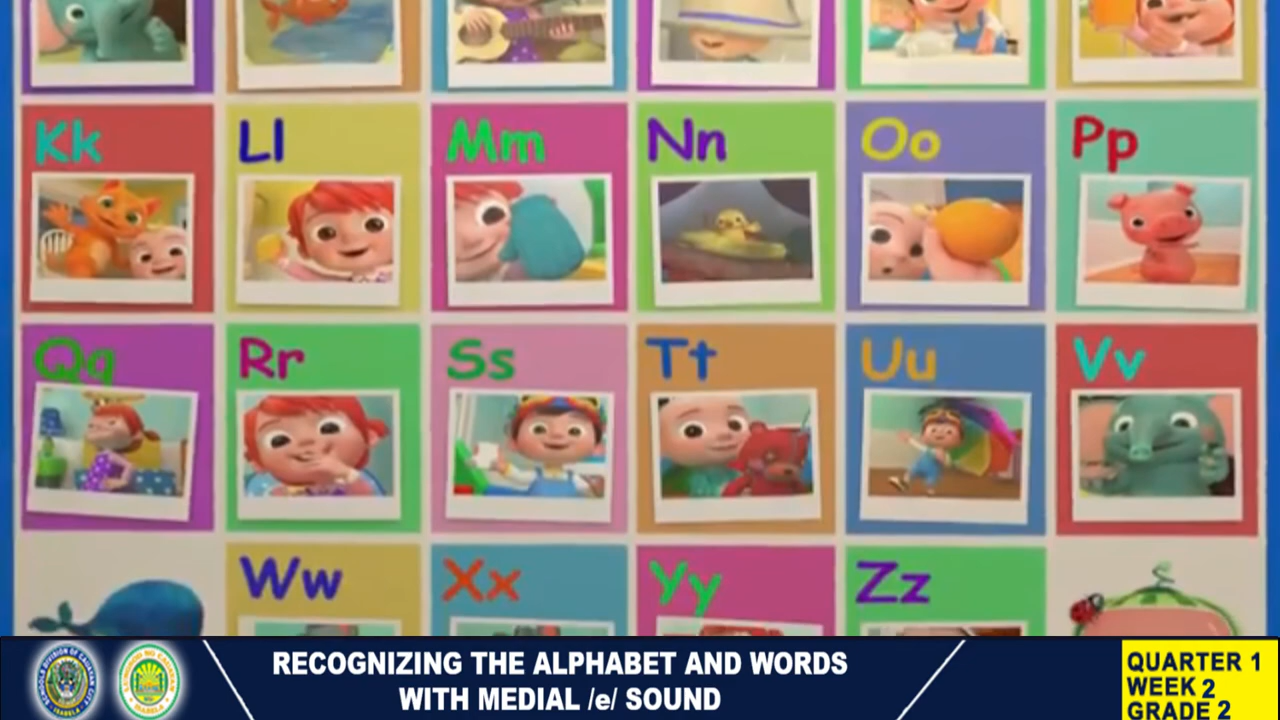 Kk Ll Mm Nn Oo Pp
Qq Rr Ss Tt Uu Vv
Ww Xx Yy Zz
RECOGNIZING THE ALPHABET AND WORDS
WITH MEDIAL /e/ SOUND
QUARTER 1
WEEK 2
GRADE 2